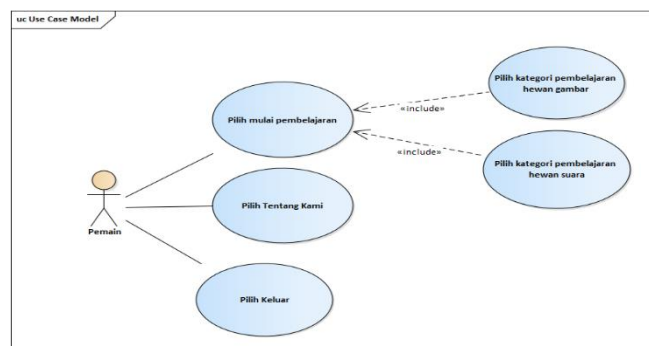 uc Use Case Model
Pilih kategori pembelajaran
hewan gambar
«include»
Pilih mulai pembelajaran
«include»
Pilih kategori pembelajaran
hewan suara
Pilih Tentang Kami
Pemain
Pilih Keluar